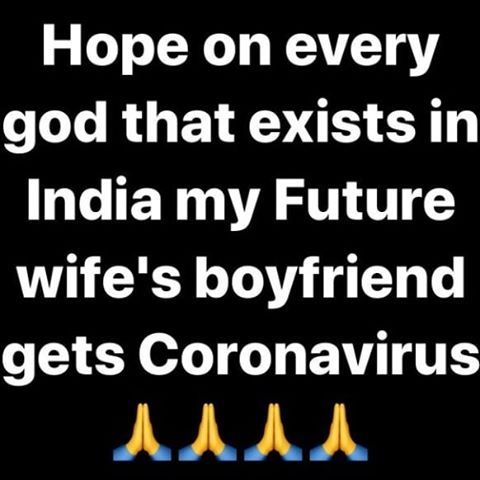 Hope on every
god that exists in
India my Future
wife's boyfriend
gets Coronavirus
🙏🙏🙏🙏